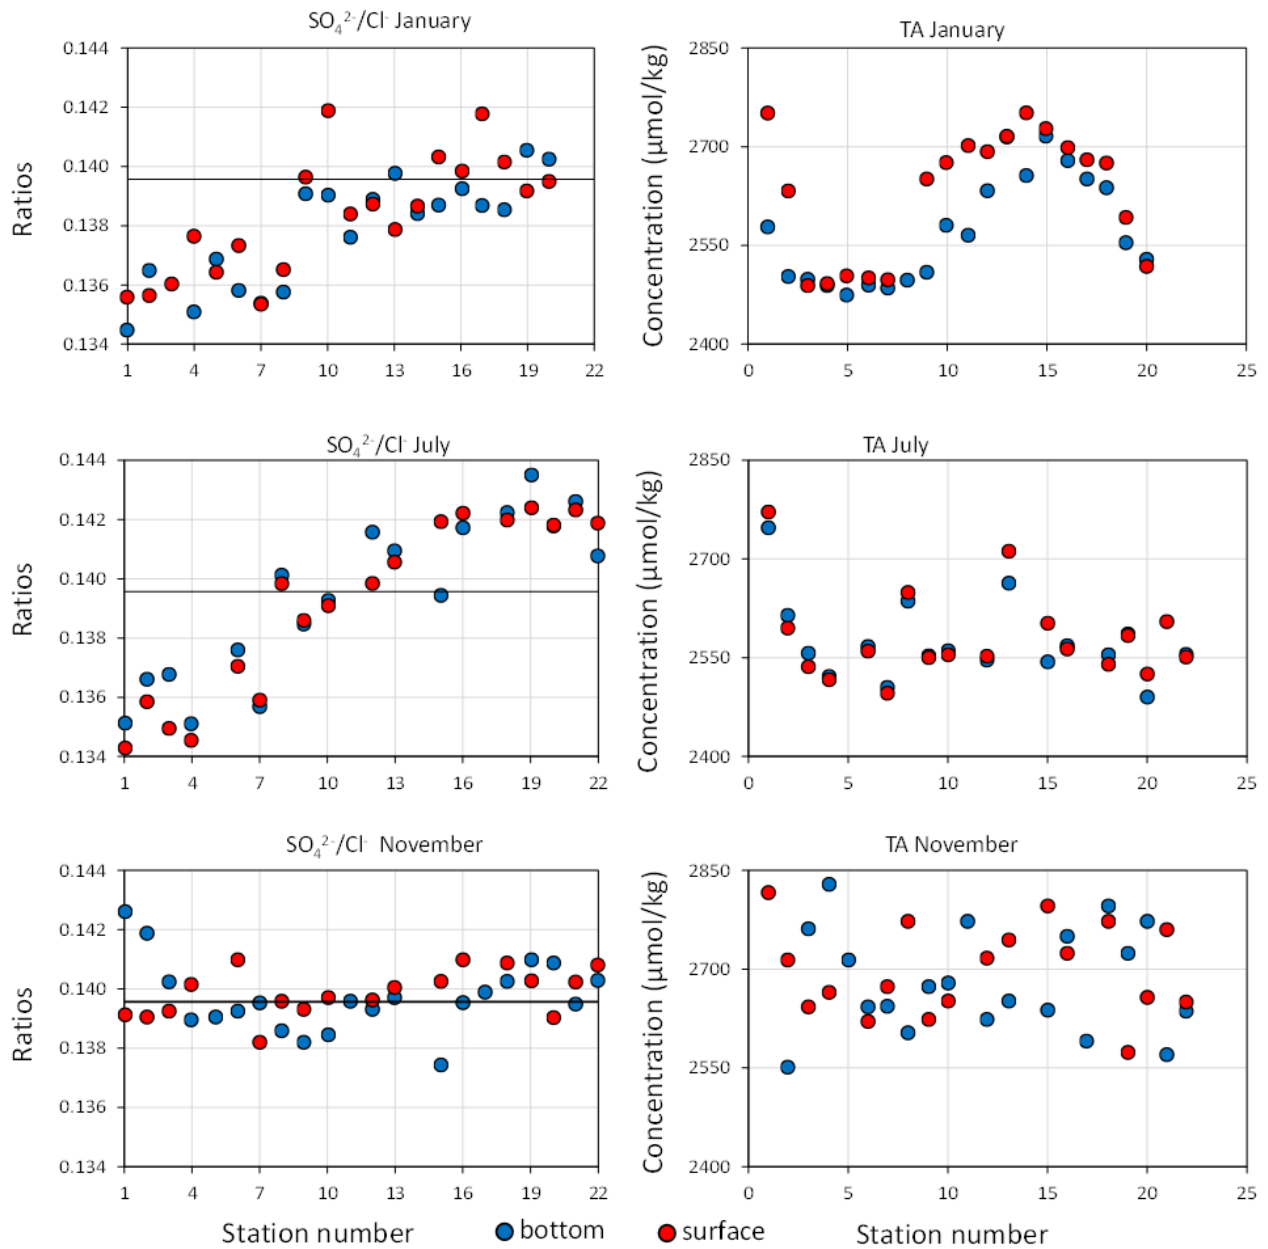 SO₄²⁻/Cl⁻ January
Ratios
0.144
0.142
0.140
0.138
0.136
0.134
1 4 7 10 13 16 19 22
TA January
Concentration (µmol/kg)
2850
2700
2550
2400
0 5 10 15 20 25
SO₄²⁻/Cl⁻ July
Ratios
0.144
0.142
0.140
0.138
0.136
0.134
1 4 7 10 13 16 19 22
TA July
Concentration (µmol/kg)
2850
2700
2550
2400
0 5 10 15 20 25
SO₄²⁻/Cl⁻ November
Ratios
0.144
0.142
0.140
0.138
0.136
0.134
1 4 7 10 13 16 19 22
TA November
Concentration (µmol/kg)
2850
2700
2550
2400
0 5 10 15 20 25
Station number bottom surface Station number